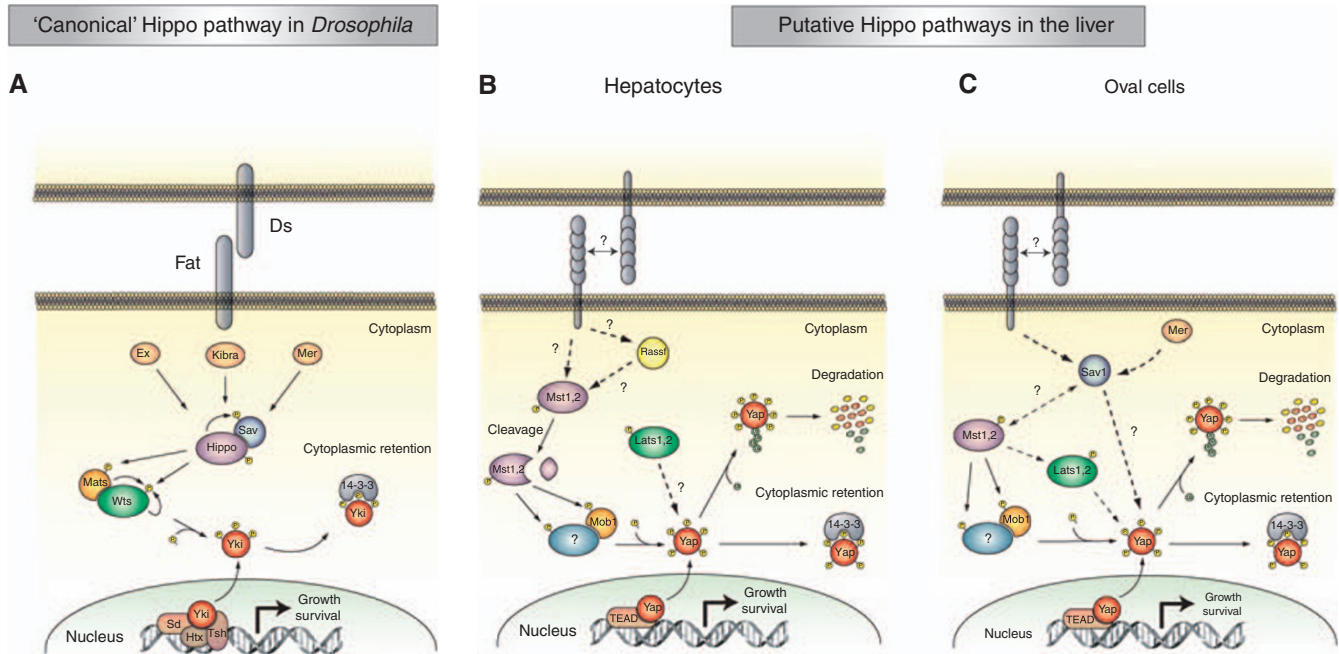 'Canonical' Hippo pathway in Drosophila
Putative Hippo pathways in the liver
A
Ds
Fat
Cytoplasm
Ex
Kibra
Mer
P
Sav
Hippo
P
Cytoplasmic retention
P
Mats
P
Wts
14-3-3
P
P
Yki
P
P
P
Yki
P
Yki
Sd
Htx
Tsh
Growth
survival
Nucleus
B
Hepatocytes
?
Cytoplasm
?
?
Rassf
?
Mst1,2
P
Degradation
Yap
Cleavage
P
Lats1,2
Mst1,2
P
?
Cytoplasmic retention
P
Mob1
?
P
Yap
14-3-3
Yap
TEAD
Yap
Growth
survival
Nucleus
C
Oval cells
?
Mer
Cytoplasm
Sav1
Degradation
?
Mst1,2
P
?
Yap
Lats1,2
P
Cytoplasmic retention
P
Mob1
?
P
Yap
14-3-3
Yap
TEAD
Yap
Growth
survival
Nucleus